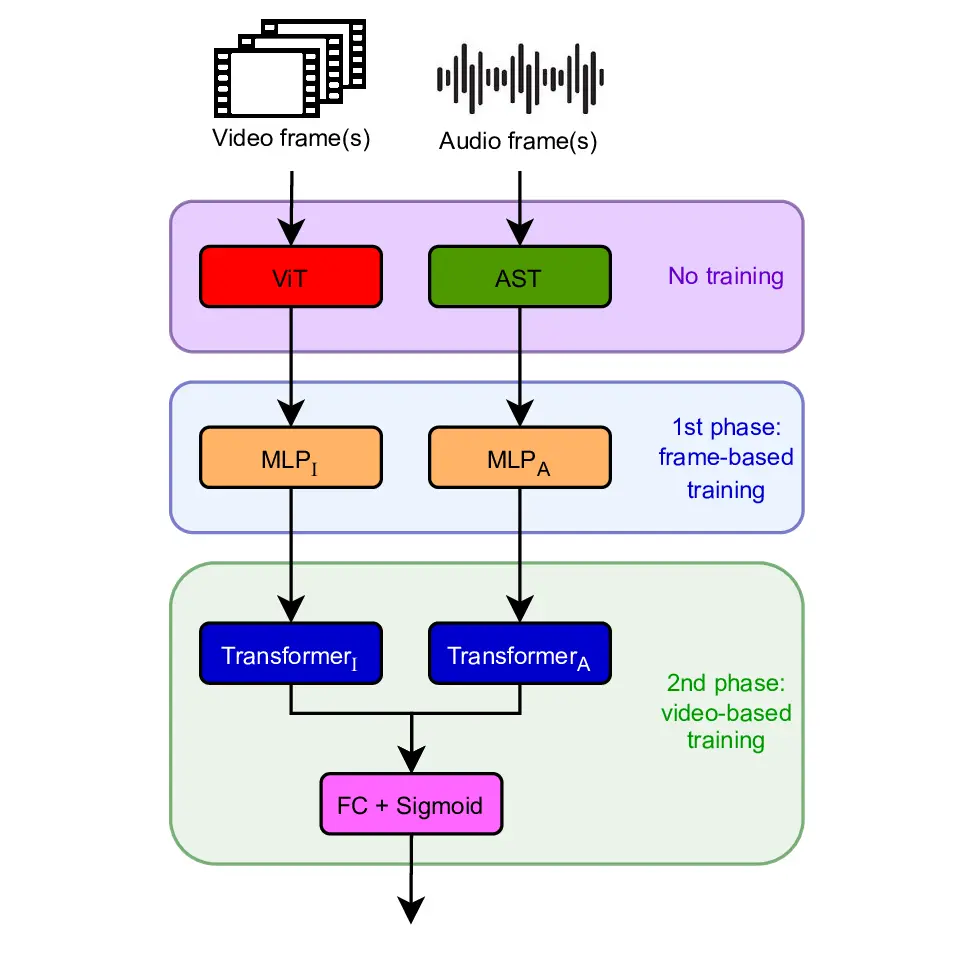 Video frame(s)
Audio frame(s)
ViT
AST
No training
MLP_I
MLP_A
1st phase:
frame-based
training
Transformer_I
Transformer_A
2nd phase:
video-based
training
FC + Sigmoid